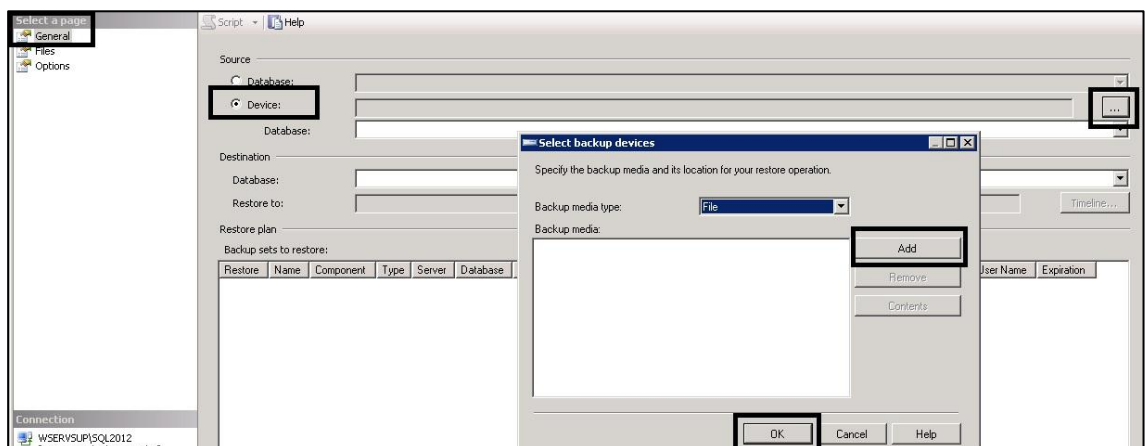 Select a page
General
Files
Options
Script
Help
Source
Database:
Device:
...
Database:
Destination
Database:
Restore to:
Timeline...
Restore plan
Backup sets to restore:
Restore Name Component Type Server Database
User Name Expiration
Select backup devices
Specify the backup media and its location for your restore operation.
Backup media type:
File
Backup media:
Add
Remove
Contents
OK Cancel Help
Connection
WSERVSUP\SQL2012